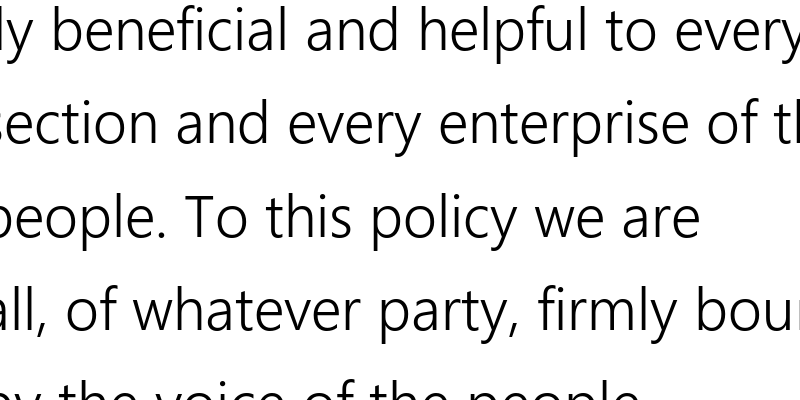 ly beneficial and helpful to every
section and every enterprise of th
people. To this policy we are
all, of whatever party, firmly boun
by the voice of the people